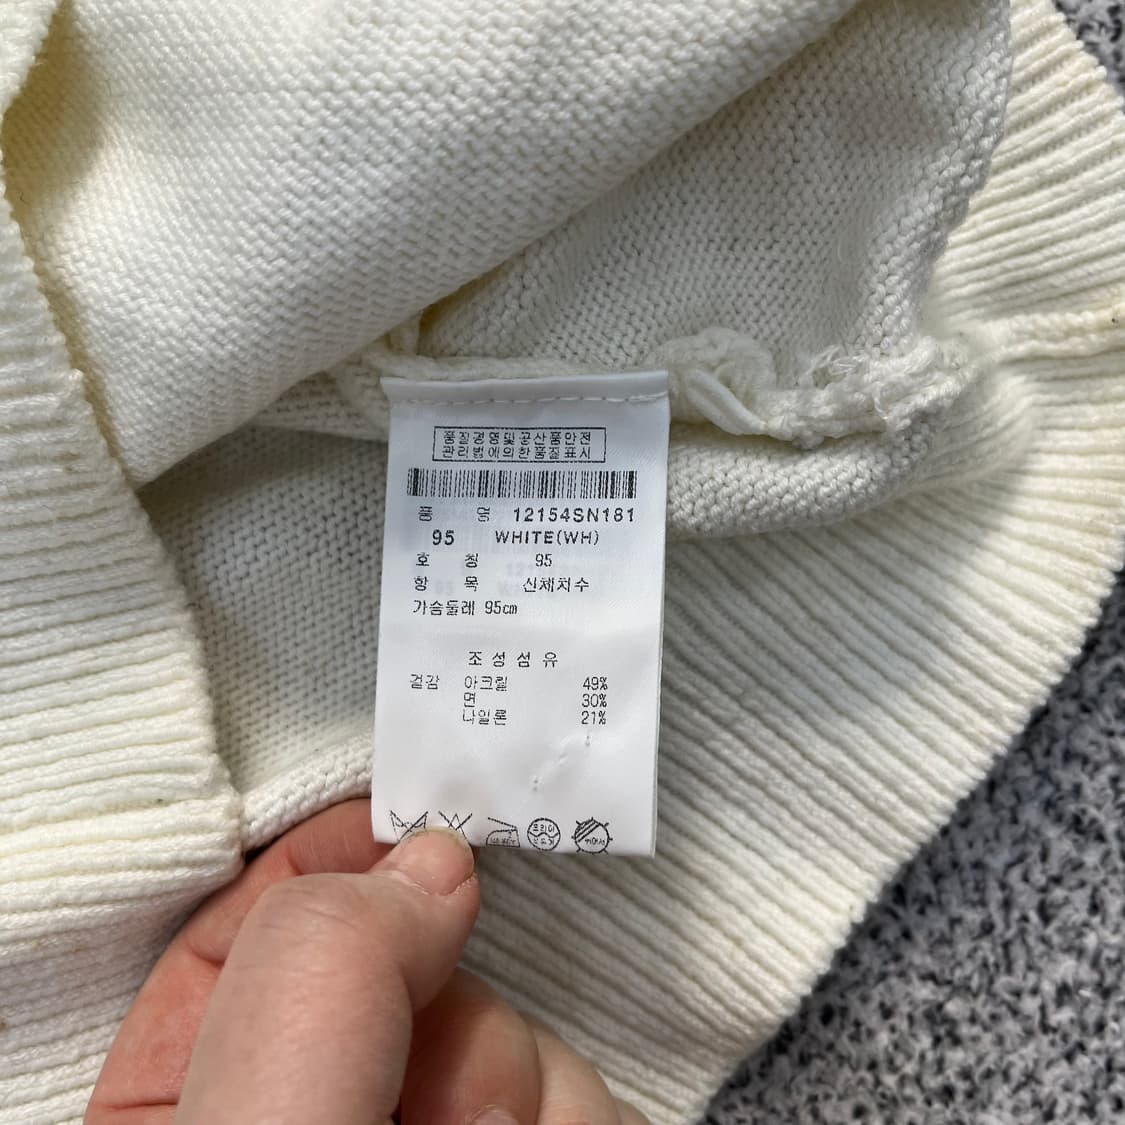 품질경영및공산품안전
관리법에의한품질표시
품 명 12154SN181
95 WHITE(WH)
호 칭 95
항 목 신체치수
가슴둘레 95cm
조성섬유
겉감 아크릴 49%
면 30%
나일론 21%